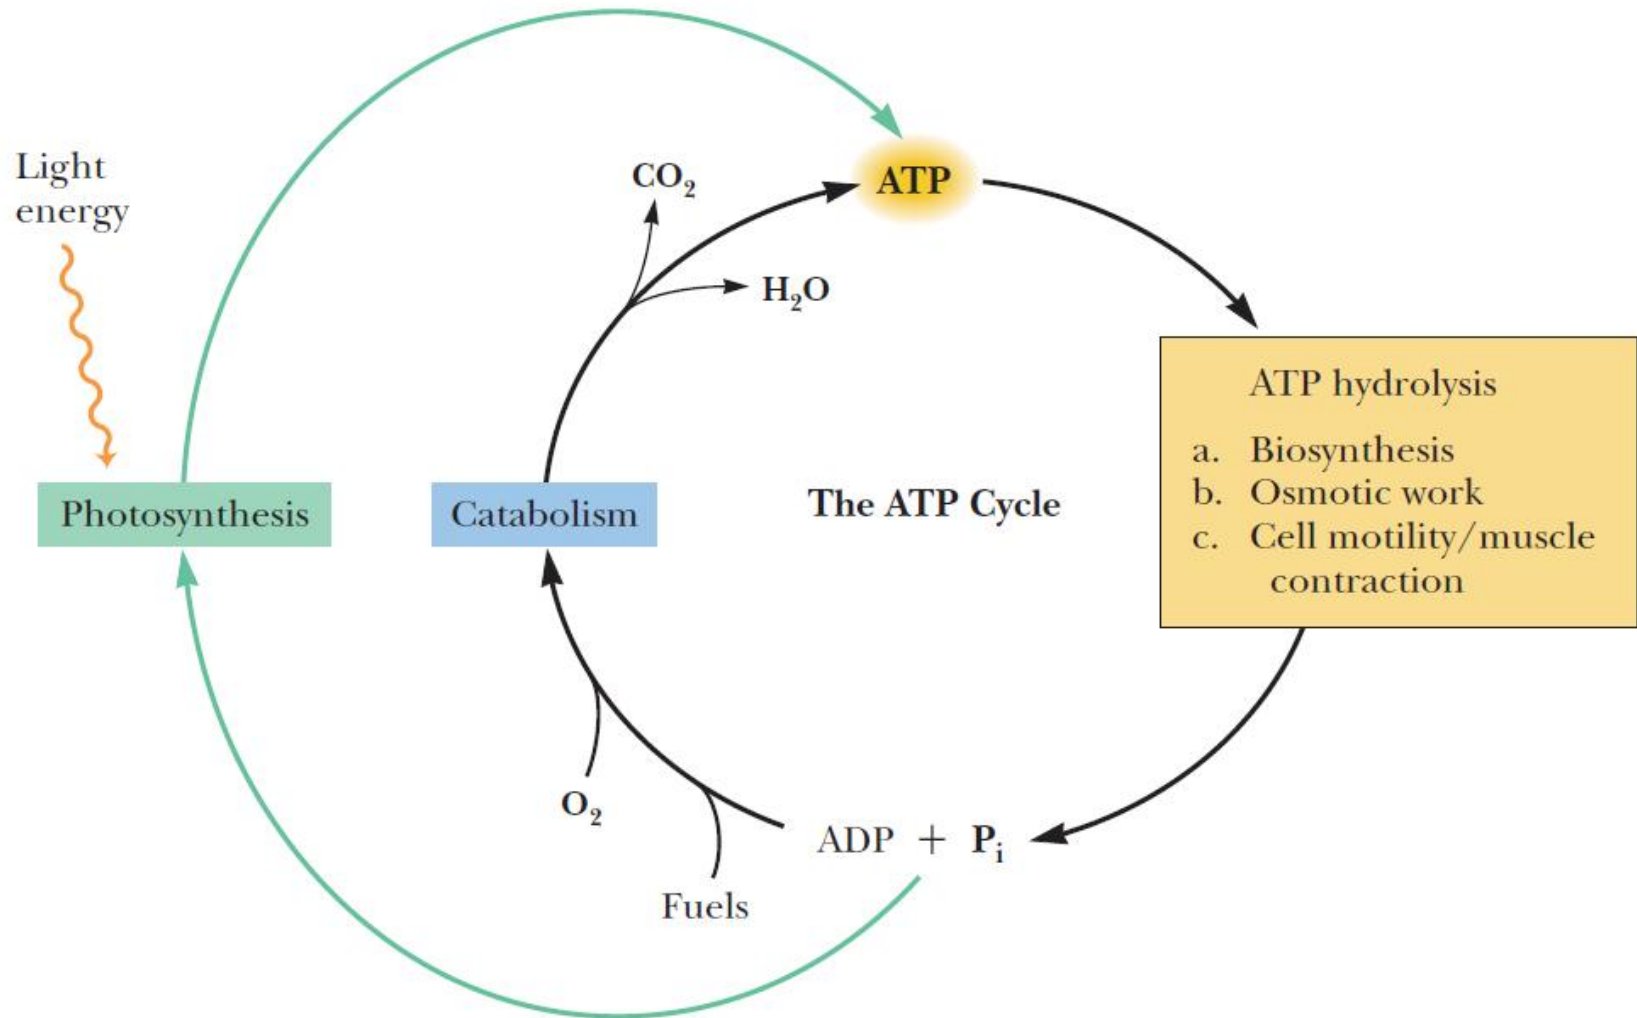 Light
energy
CO₂
ATP
H₂O
ATP hydrolysis
a. Biosynthesis
b. Osmotic work
c. Cell motility/muscle
contraction
Photosynthesis
Catabolism
The ATP Cycle
O₂
ADP + Pᵢ
Fuels